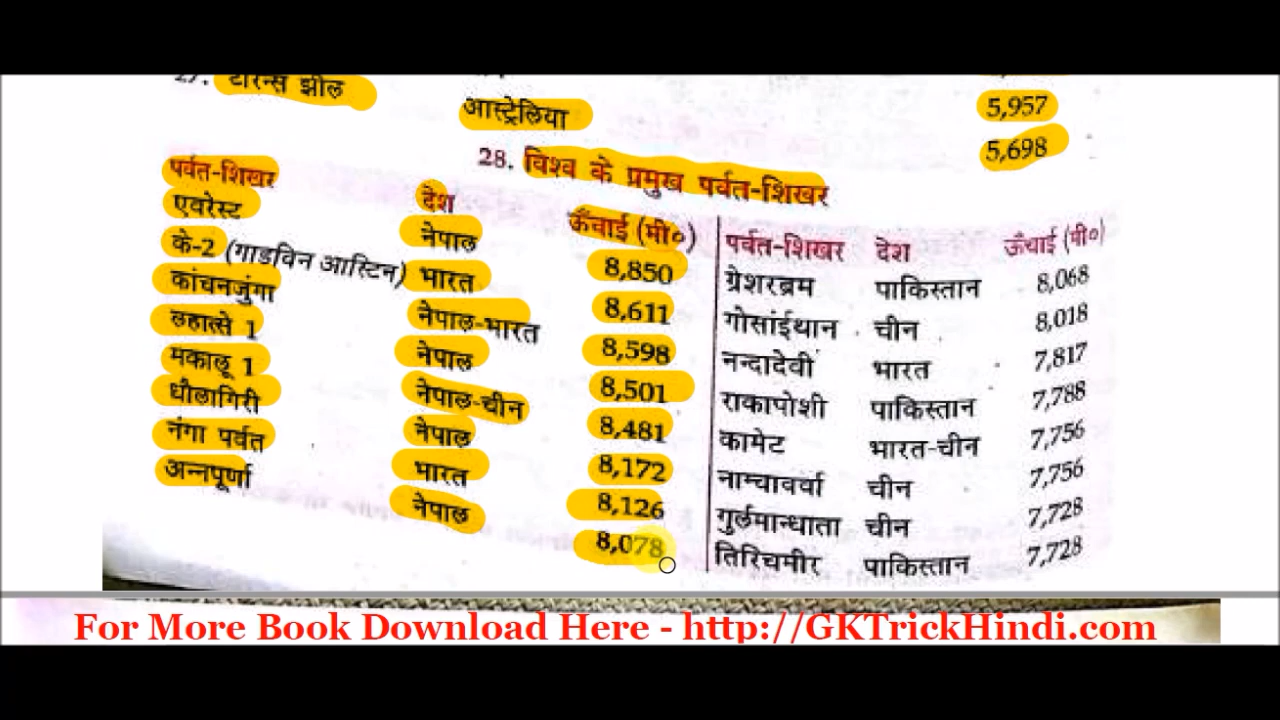 27. टॉरेन्स झील
आस्ट्रेलिया 5,957
5,698
28. विश्व के प्रमुख पर्वत-शिखर
पर्वत-शिखर देश ऊँचाई (मी०)
एवरेस्ट नेपाल 8,850
के-2 (गाडविन आस्टिन) भारत 8,611
कांचनजुंगा नेपाल-भारत 8,598
ल्हात्से 1 नेपाल 8,501
मकालू 1 नेपाल-चीन 8,481
धौलागिरी नेपाल 8,172
नंगा पर्वत भारत 8,126
अन्नपूर्णा नेपाल 8,078
पर्वत-शिखर देश ऊँचाई (मी०)
ग्रेशरब्रम पाकिस्तान 8,068
गोसांईथान चीन 8,018
नन्दादेवी भारत 7,817
राकापोशी पाकिस्तान 7,788
कामेट भारत-चीन 7,756
नाम्चावर्वा चीन 7,756
गुर्लमान्धाता चीन 7,728
तिरिचमीर पाकिस्तान 7,728
For More Book Download Here - http://GKTrickHindi.com